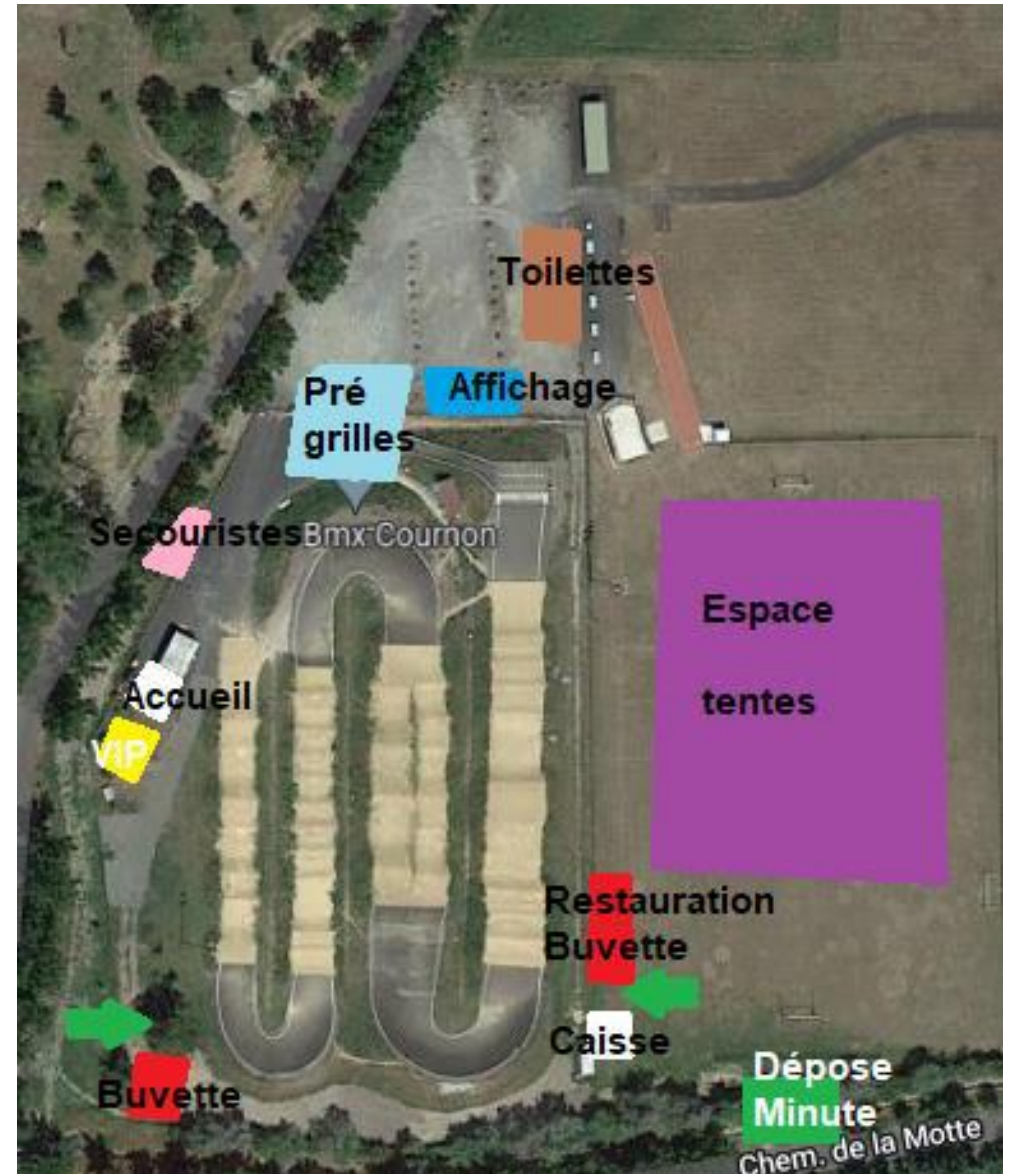 Toilettes
Pré
grilles
Affichage
Secouristes
Bmx Cournon
Espace
tentes
Accueil
VIP
Restauration
Buvette
Caisse
Buvette
Dépose
Minute
Chem. de la Motte